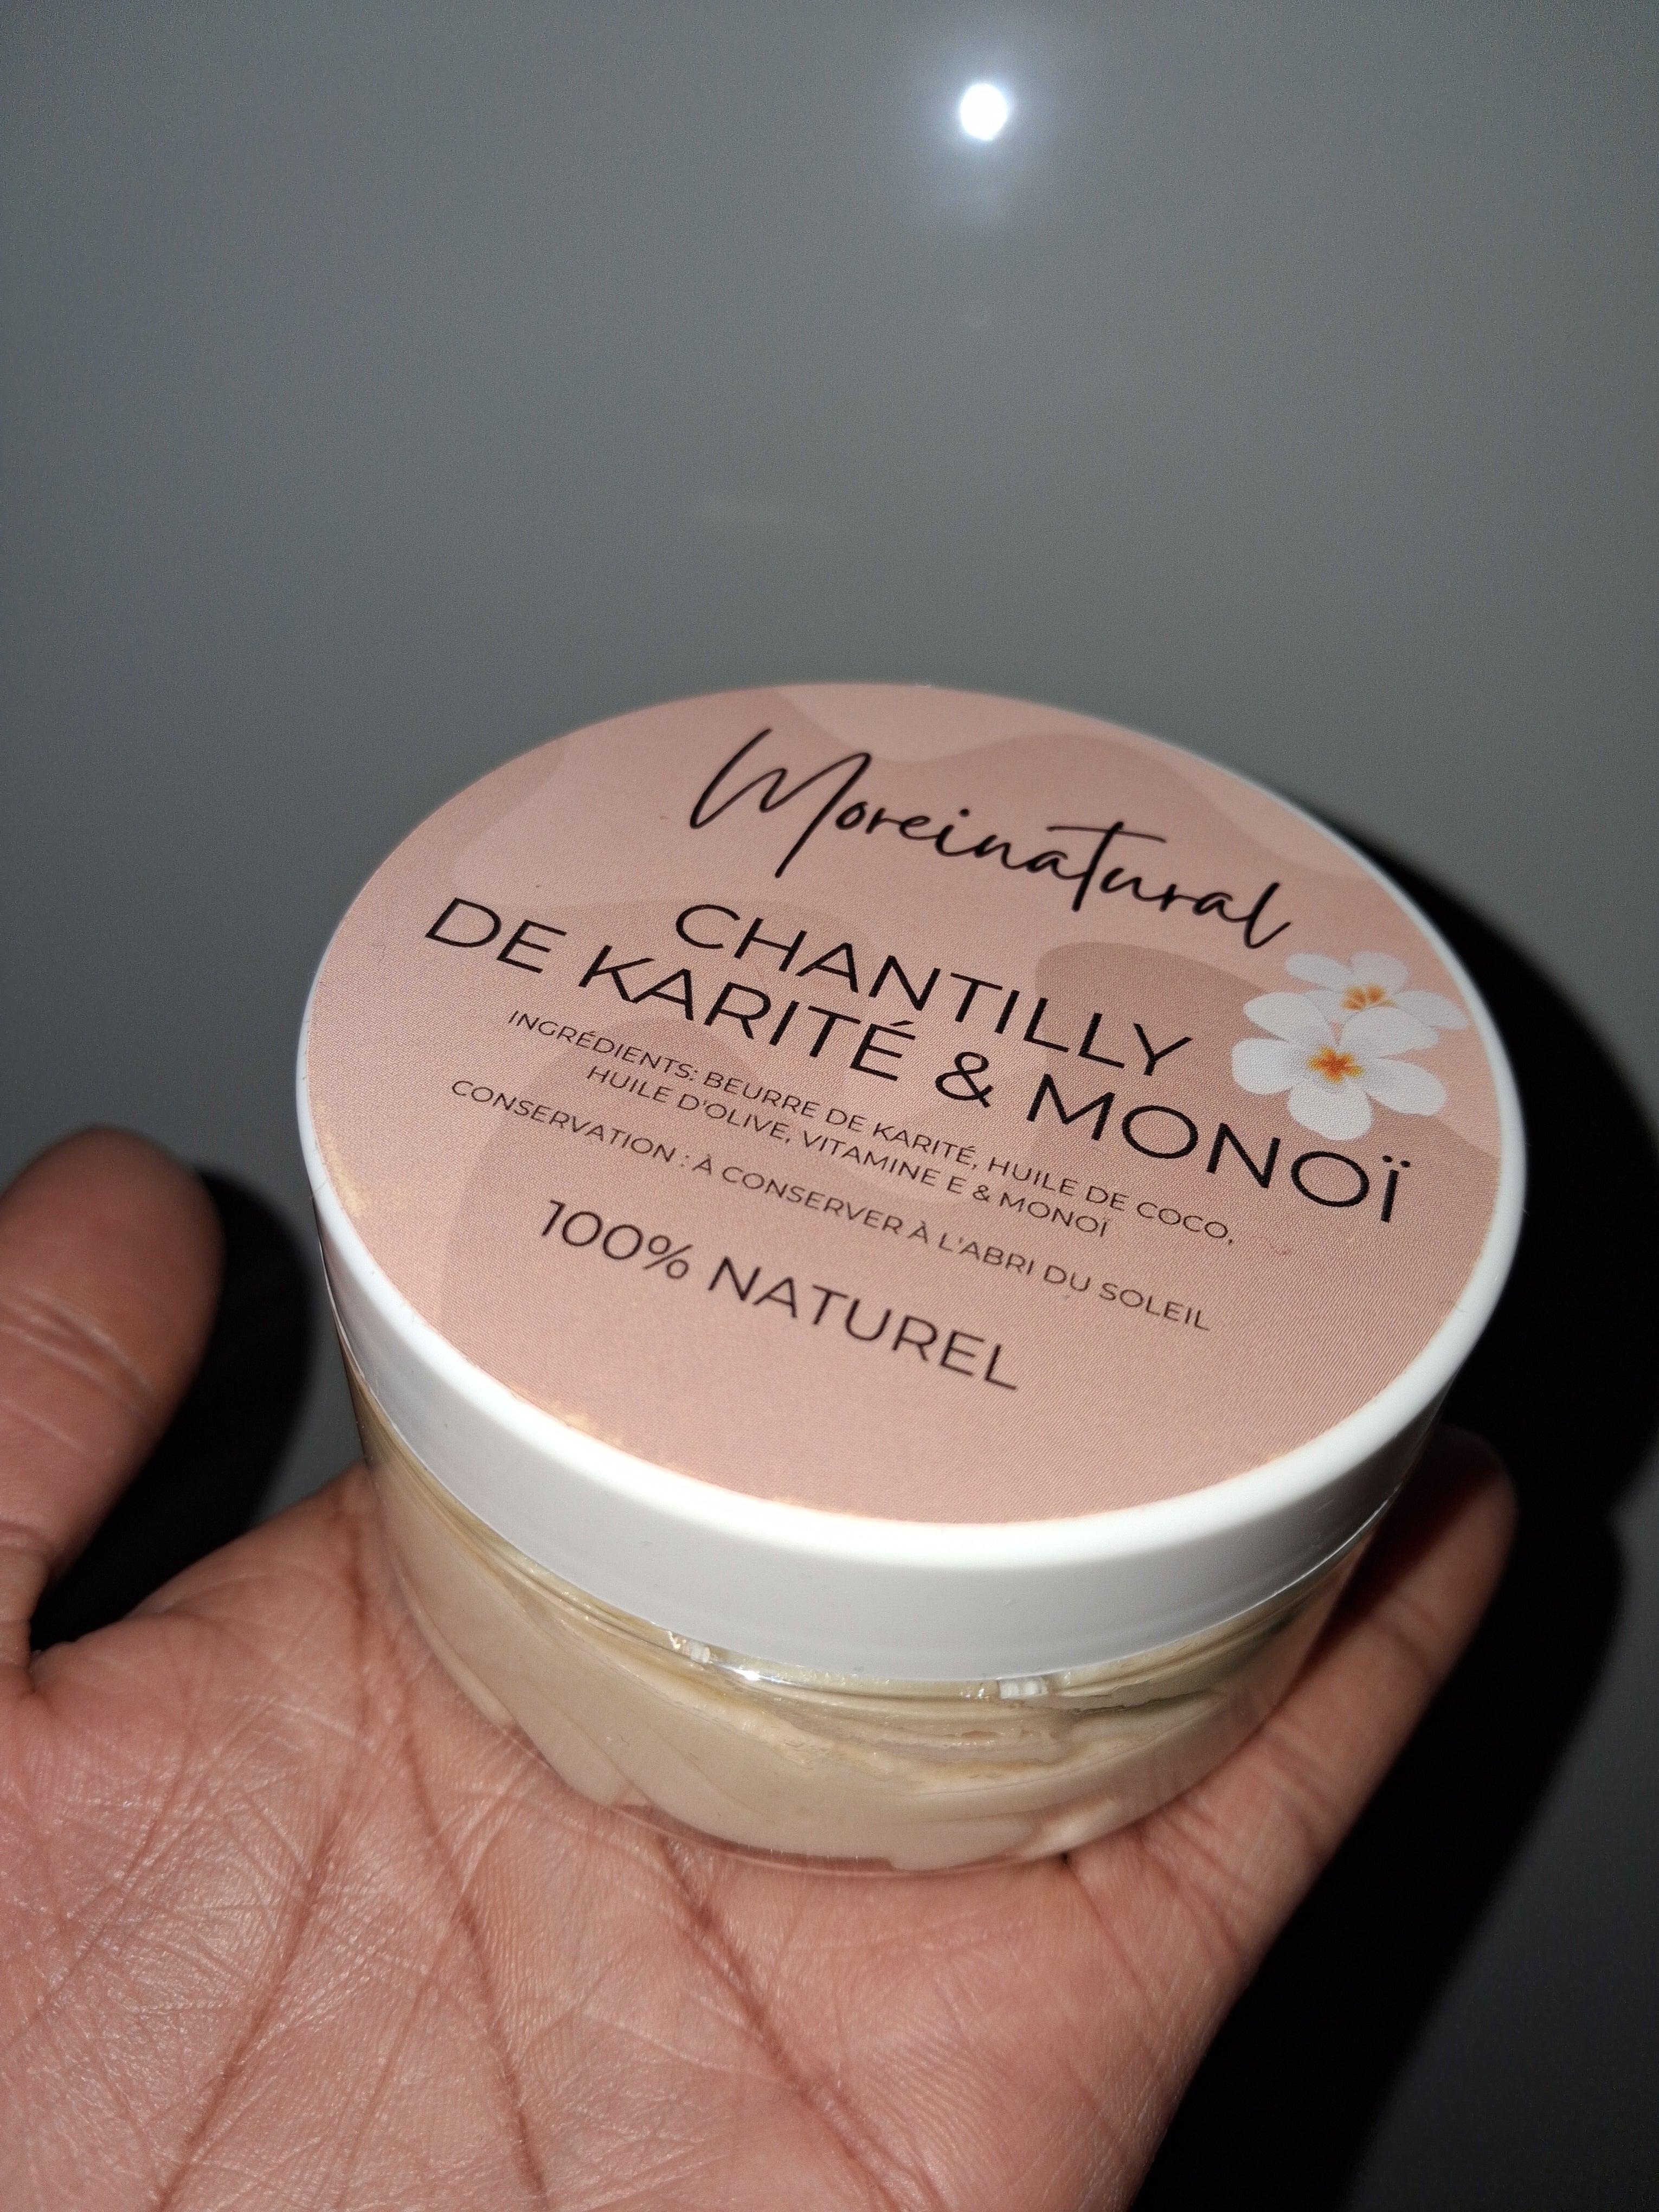 Moreinatural
CHANTILLY
DE KARITÉ & MONOÏ
INGRÉDIENTS: BEURRE DE KARITÉ, HUILE DE COCO,
HUILE D'OLIVE, VITAMINE E & MONOÏ
CONSERVATION : À CONSERVER À L'ABRI DU SOLEIL
100% NATUREL